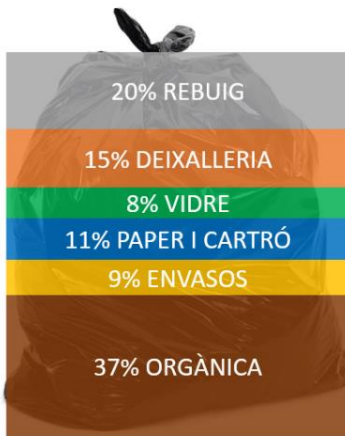 20% REBUIG
15% DEIXALLERIA
8% VIDRE
11% PAPER I CARTRÓ
9% ENVASOS
37% ORGÀNICA